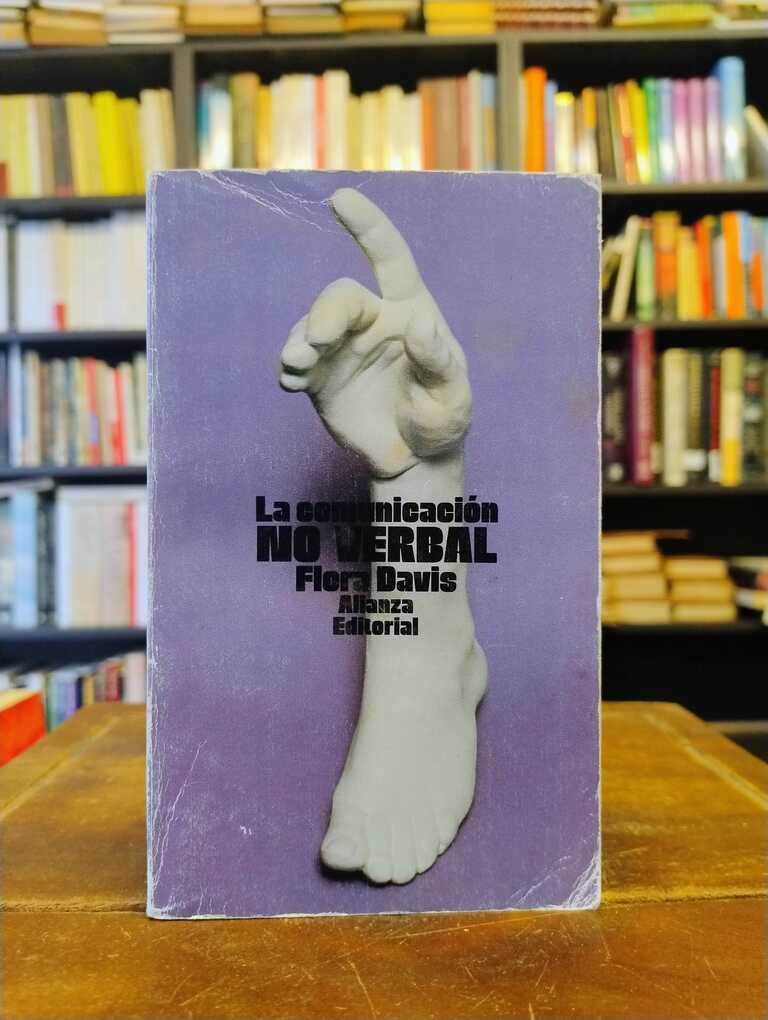 La comunicación
NO VERBAL
Flora Davis
Alianza
Editorial